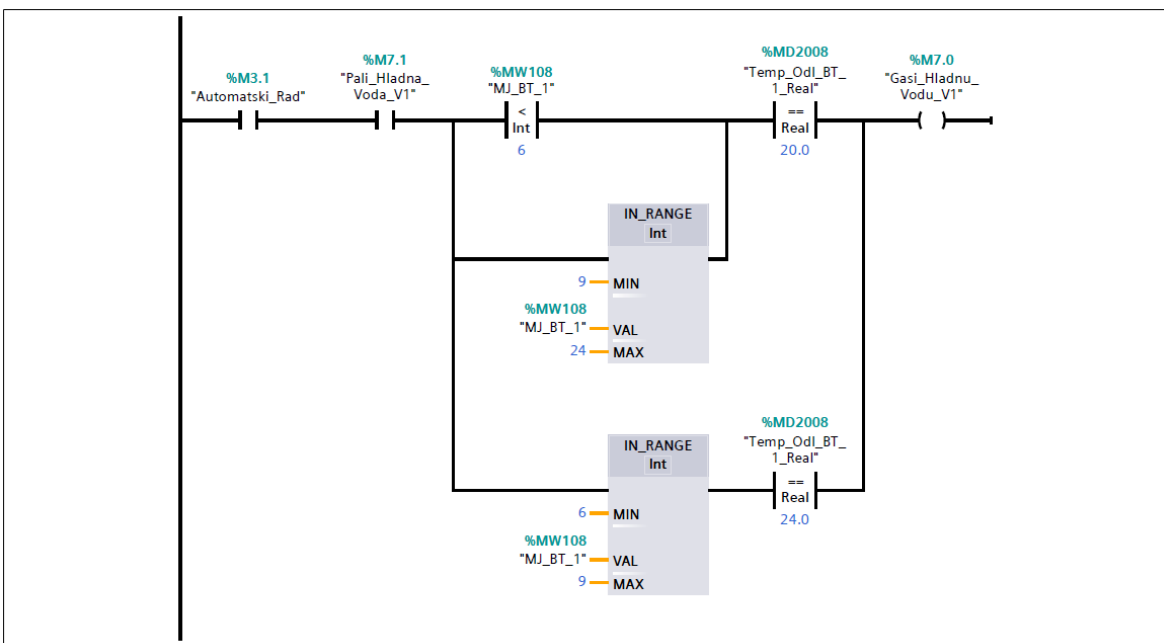 %M3.1
"Automatski_Rad"
%M7.1
"Pali_Hladna_
Voda_V1"
%MW108
"MJ_BT_1"
<
Int
6
%MD2008
"Temp_Odl_BT_
1_Real"
==
Real
20.0
%M7.0
"Gasi_Hladnu_
Vodu_V1"
IN_RANGE
Int
9
MIN
%MW108
"MJ_BT_1"
VAL
24
MAX
IN_RANGE
Int
6
MIN
%MW108
"MJ_BT_1"
VAL
9
MAX
%MD2008
"Temp_Odl_BT_
1_Real"
==
Real
24.0